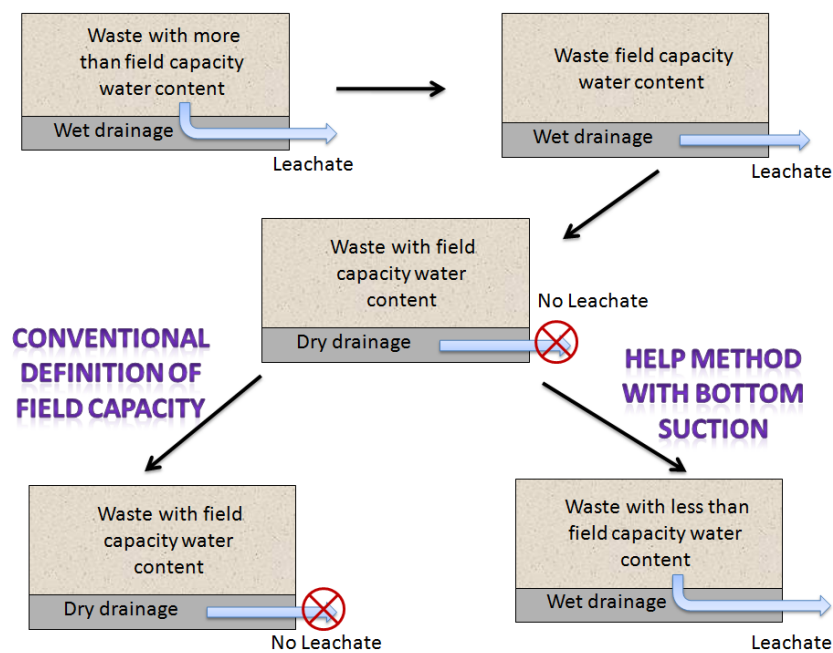 Waste with more
than field capacity
water content
Wet drainage
Leachate
Waste field capacity
water content
Wet drainage
Leachate
Waste with field
capacity water
content
No Leachate
Dry drainage
CONVENTIONAL
DEFINITION OF
FIELD CAPACITY
HELP METHOD
WITH BOTTOM
SUCTION
Waste with field
capacity water
content
Dry drainage
No Leachate
Waste with less than
field capacity water
content
Wet drainage
Leachate